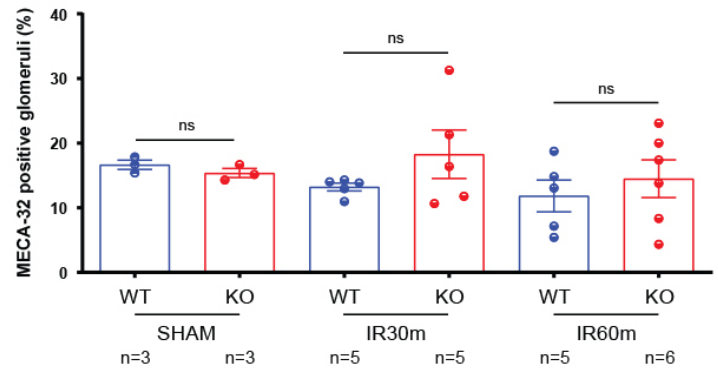 MECA-32 positive glomeruli (%)
40
30
20
10
0
ns
ns
ns
WT KO WT KO WT KO
SHAM IR30m IR60m
n=3 n=3 n=5 n=5 n=5 n=6